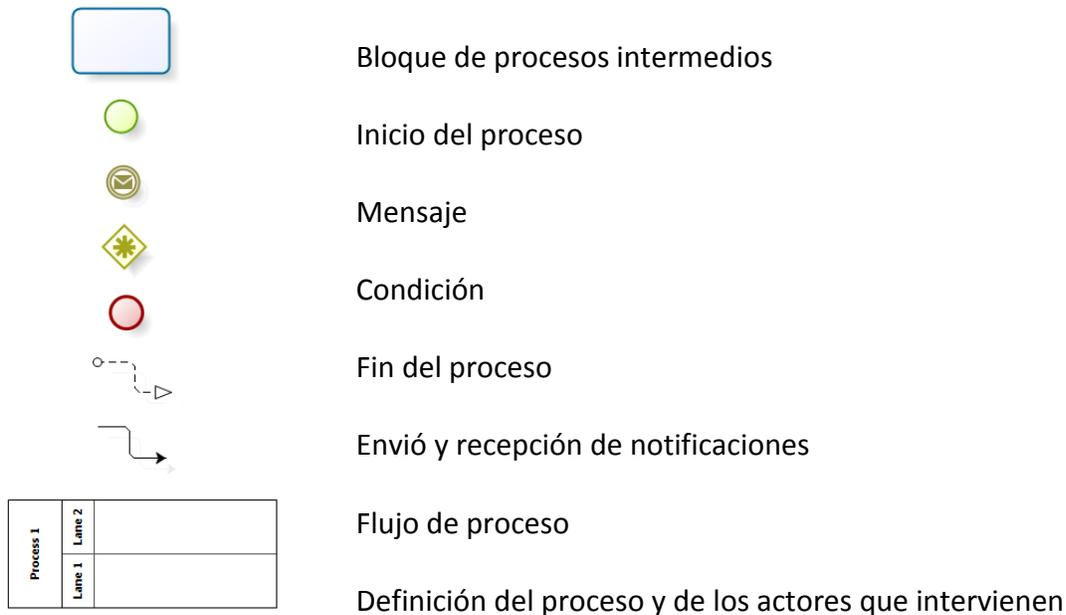 Bloque de procesos intermedios
Inicio del proceso
Mensaje
Condición
Fin del proceso
Envió y recepción de notificaciones
Flujo de proceso
Process 1
Lane 2
Lane 1
Definición del proceso y de los actores que intervienen